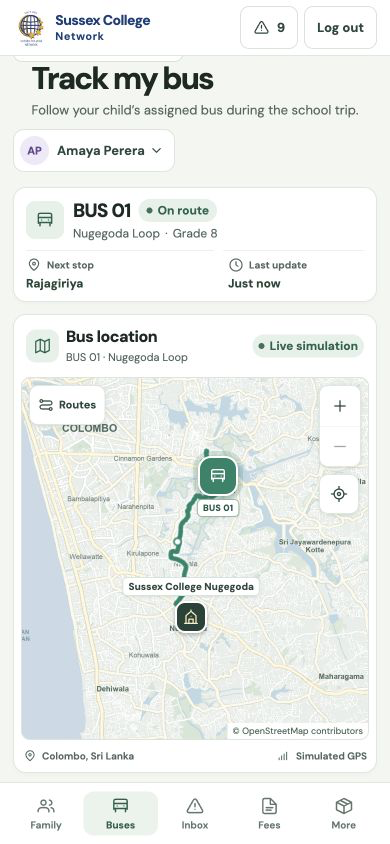 Sussex College
Network
9
Log out
Track my bus
Follow your child's assigned bus during the school trip.
AP
Amaya Perera
BUS 01
On route
Nugegoda Loop · Grade 8
Next stop
Last update
Rajagiriya
Just now
Bus location
BUS 01 · Nugegoda Loop
Live simulation
Routes
COLOMBO
Cinnamon Gardens
Bambalapitiya
Narahenpita
BUS 01
Sri Jayawardenepura
Kotte
Wellawatte
Kirulapone
Sussex College Nugegoda
Kohuwala
Maharagama
Dehiwala
© OpenStreetMap contributors
Colombo, Sri Lanka
Simulated GPS
Family
Buses
Inbox
Fees
More